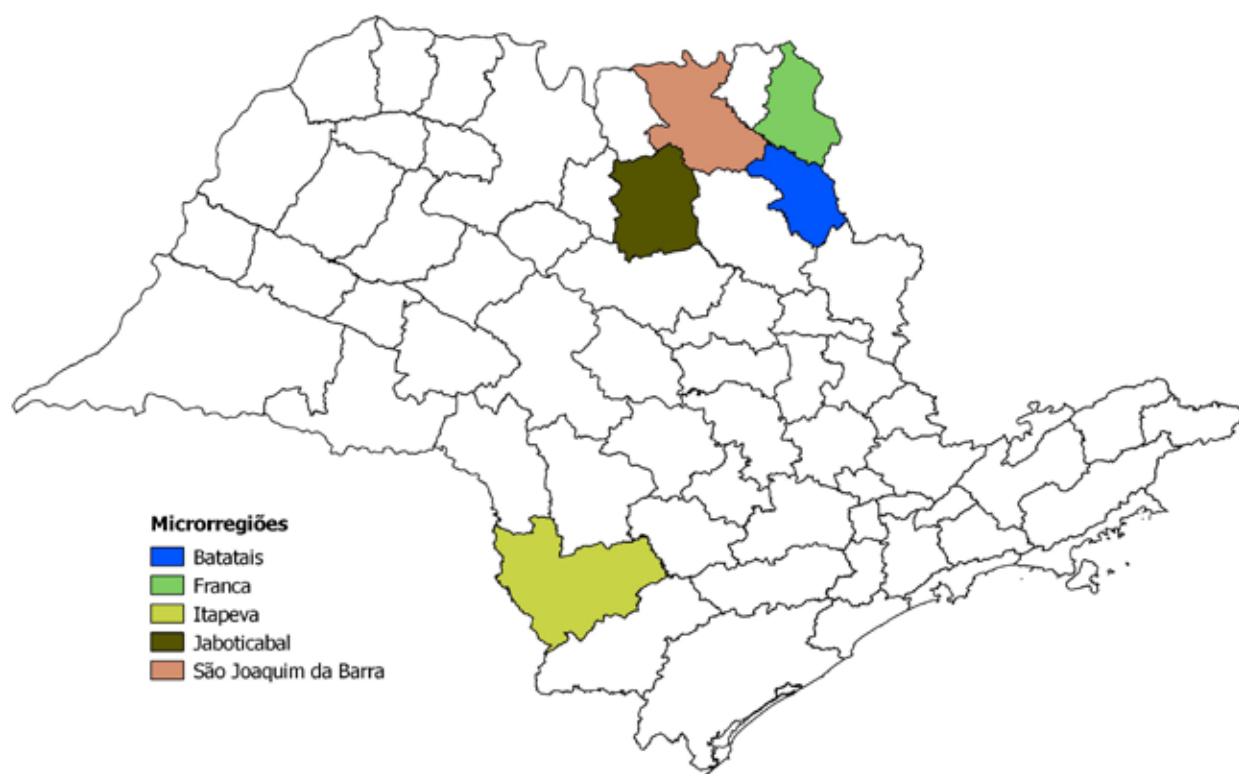 Microrregiões
Batatais
Franca
Itapeva
Jaboticabal
São Joaquim da Barra